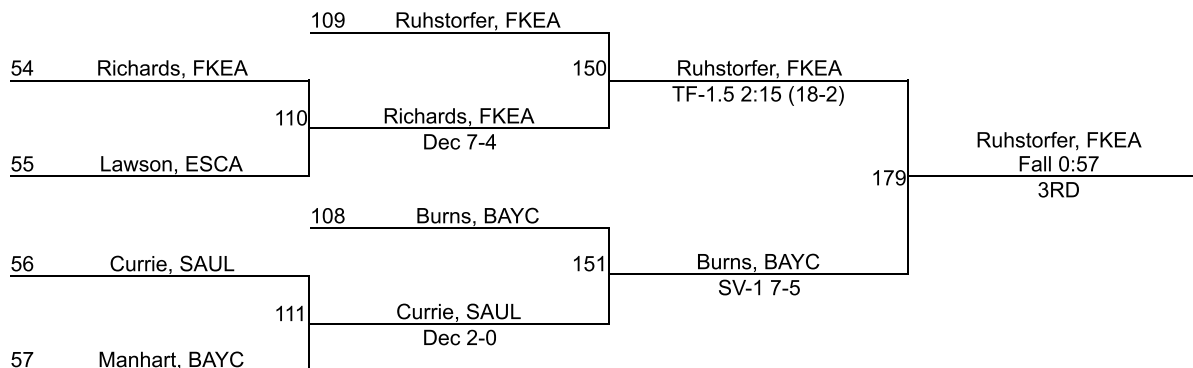 109 Ruhstorfer, FKEA
54 Richards, FKEA
150 Ruhstorfer, FKEA
TF-1.5 2:15 (18-2)
110 Richards, FKEA
Dec 7-4
Ruhstorfer, FKEA
55 Lawson, ESCA
Fall 0:57
179
3RD
108 Burns, BAYC
56 Currie, SAUL
151 Burns, BAYC
SV-1 7-5
111 Currie, SAUL
Dec 2-0
57 Manhart, BAYC